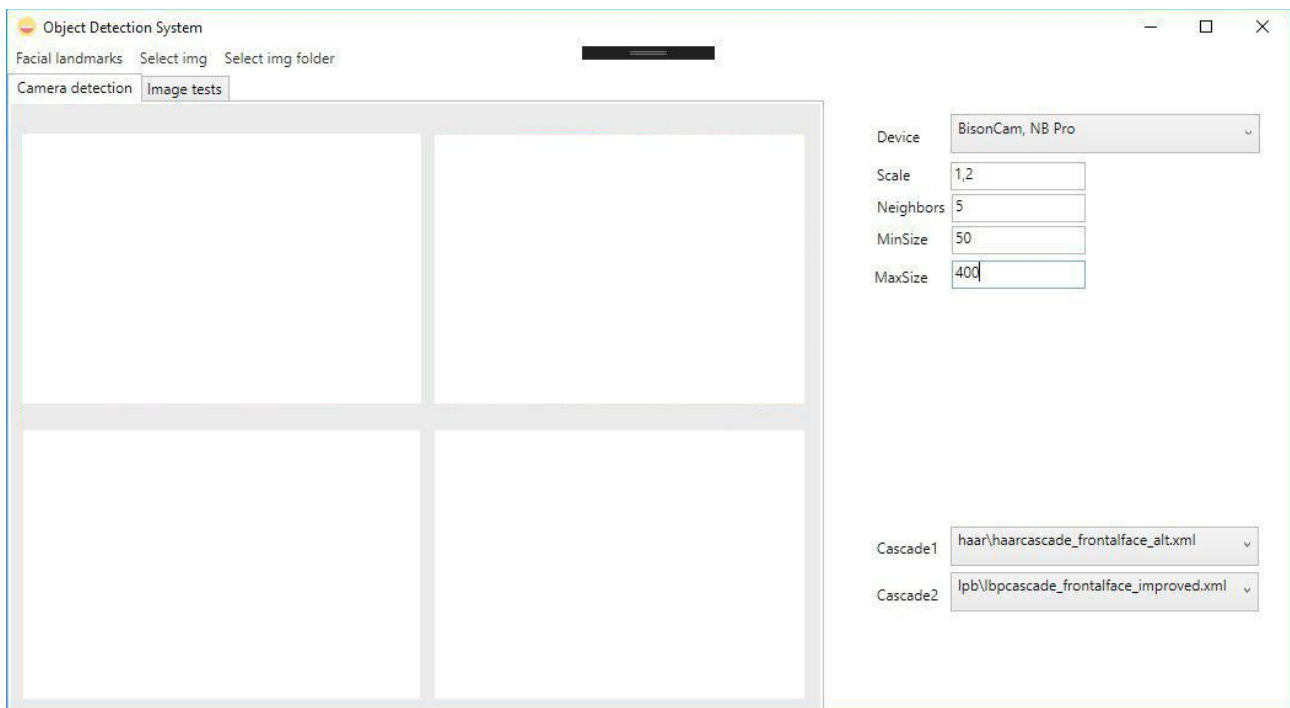 Object Detection System
Facial landmarks Select img Select img folder
Camera detection Image tests
Device BisonCam, NB Pro
Scale 1,2
Neighbors 5
MinSize 50
MaxSize 400
Cascade1 haar\haarcascade_frontalface_alt.xml
Cascade2 lpb\lbpcascade_frontalface_improved.xml